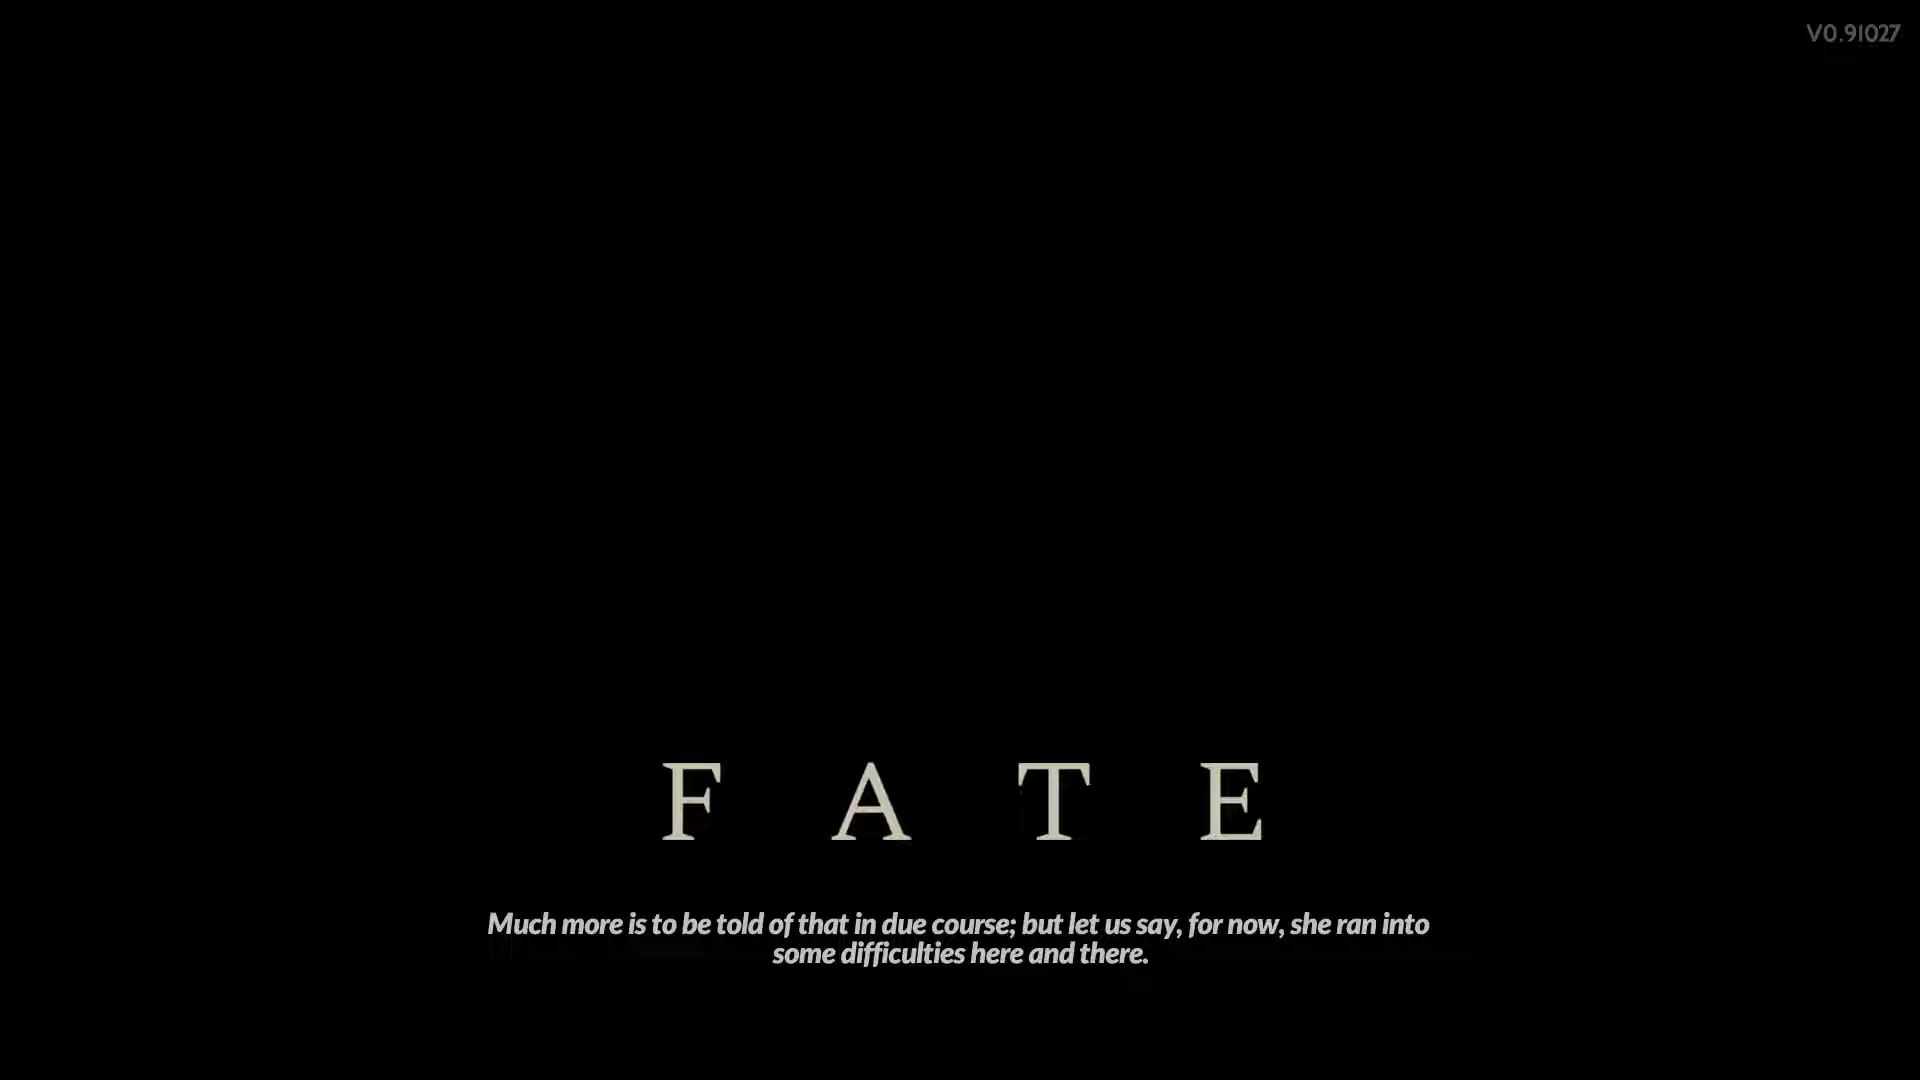 V0.91027
F A T E
Much more is to be told of that in due course; but let us say, for now, she ran into
some difficulties here and there.